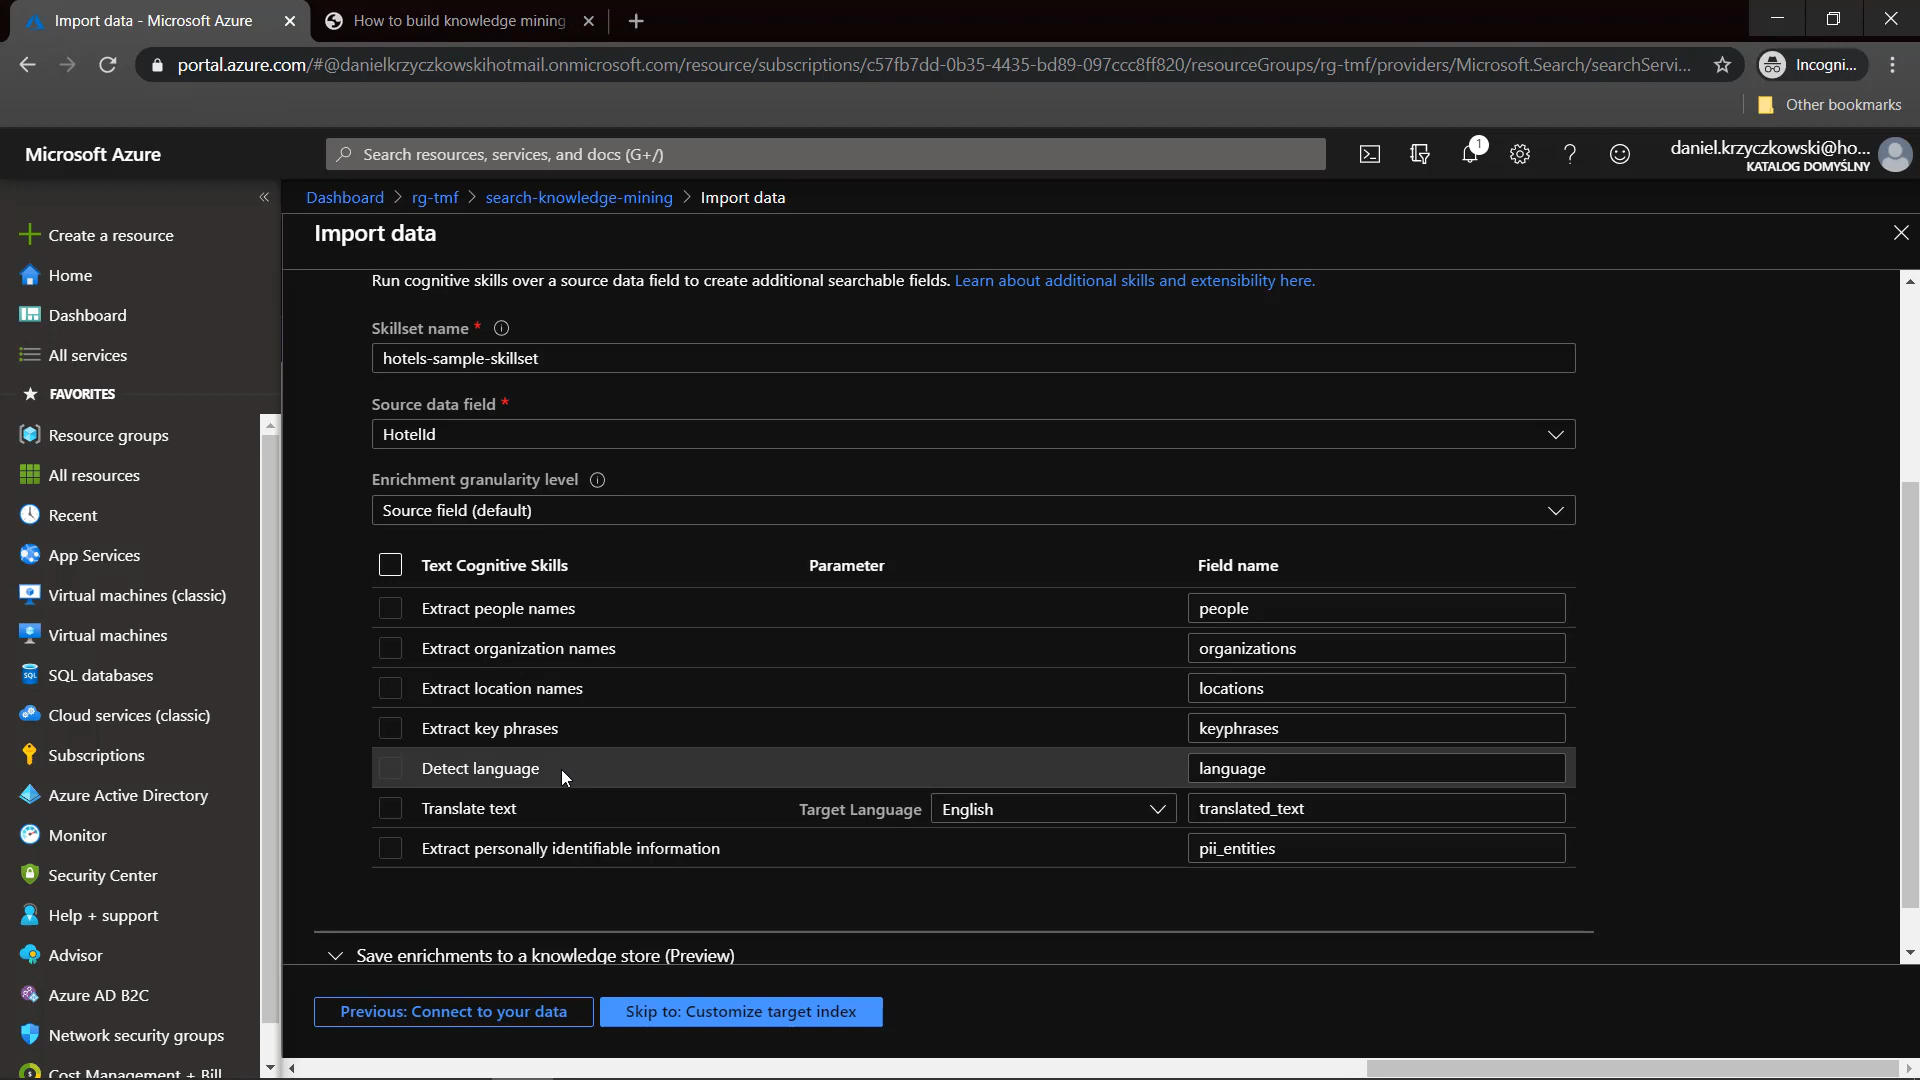 Import data - Microsoft Azure
How to build knowledge mining
portal.azure.com/#@danielkrzyczkowskihotmail.onmicrosoft.com/resource/subscriptions/c57fb7dd-0b35-4435-bd89-097ccc8ff820/resourceGroups/rg-tmf/providers/Microsoft.Search/searchServi...
Incogni...
Other bookmarks
Microsoft Azure
Search resources, services, and docs (G+/)
1
daniel.krzyczkowski@ho...
KATALOG DOMYŚLNY
Dashboard > rg-tmf > search-knowledge-mining > Import data
Create a resource
Home
Dashboard
All services
FAVORITES
Resource groups
All resources
Recent
App Services
Virtual machines (classic)
Virtual machines
SQL databases
Cloud services (classic)
Subscriptions
Azure Active Directory
Monitor
Security Center
Help + support
Advisor
Azure AD B2C
Network security groups
Cost Management + Bill
Import data
Run cognitive skills over a source data field to create additional searchable fields. Learn about additional skills and extensibility here.
Skillset name *
hotels-sample-skillset
Source data field *
HotelId
Enrichment granularity level
Source field (default)
Text Cognitive Skills Parameter Field name
Extract people names people
Extract organization names organizations
Extract location names locations
Extract key phrases keyphrases
Detect language language
Translate text Target Language English translated_text
Extract personally identifiable information pii_entities
Save enrichments to a knowledge store (Preview)
Previous: Connect to your data
Skip to: Customize target index